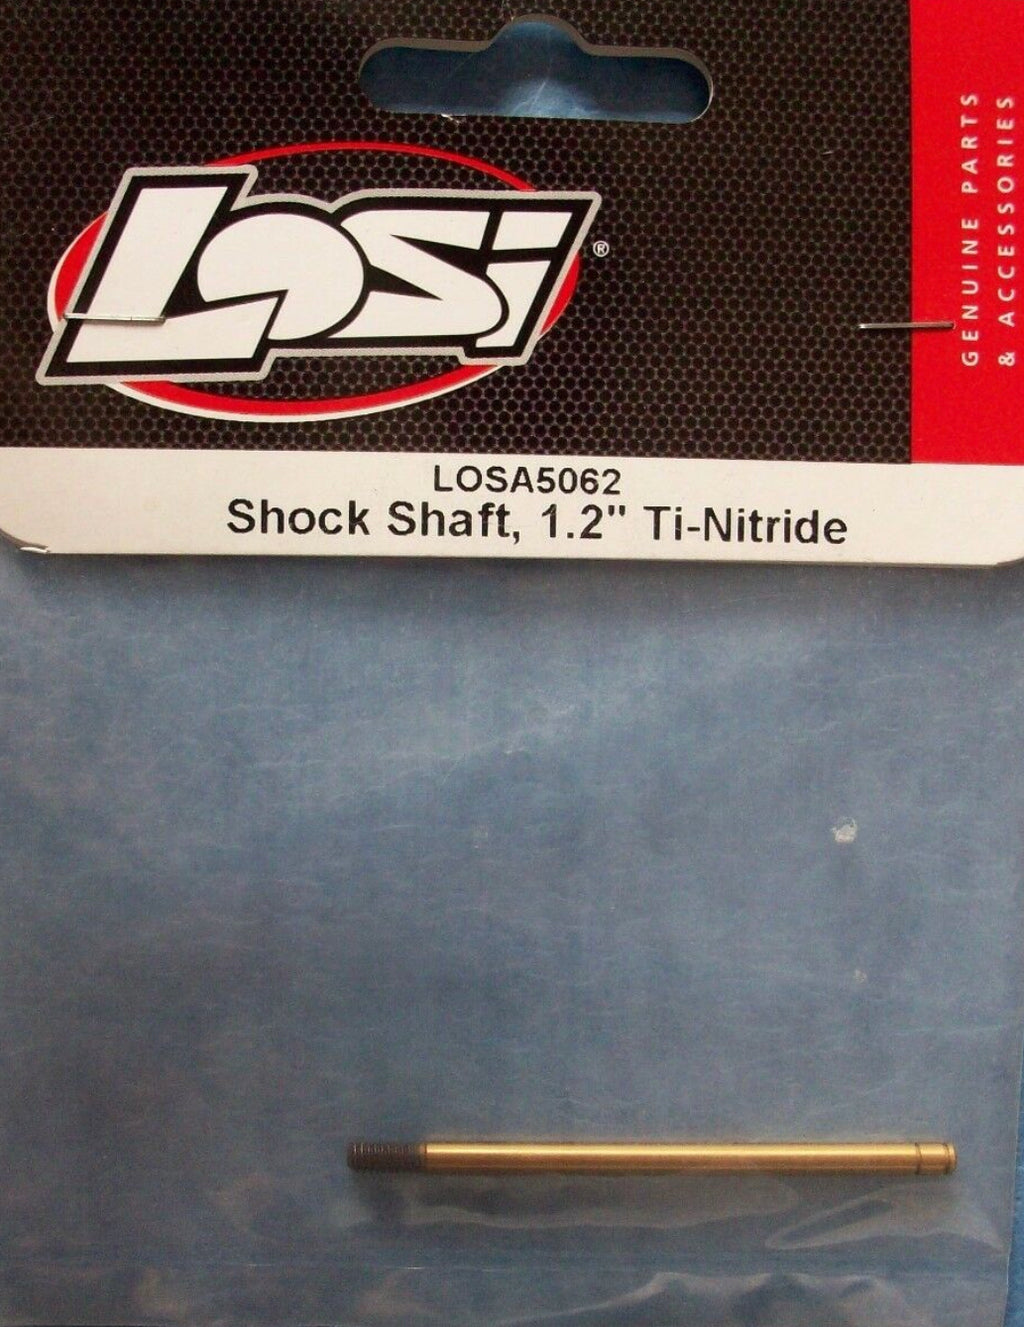 Losi®
GENUINE PARTS
& ACCESSORIES
LOSA5062
Shock Shaft, 1.2" Ti-Nitride